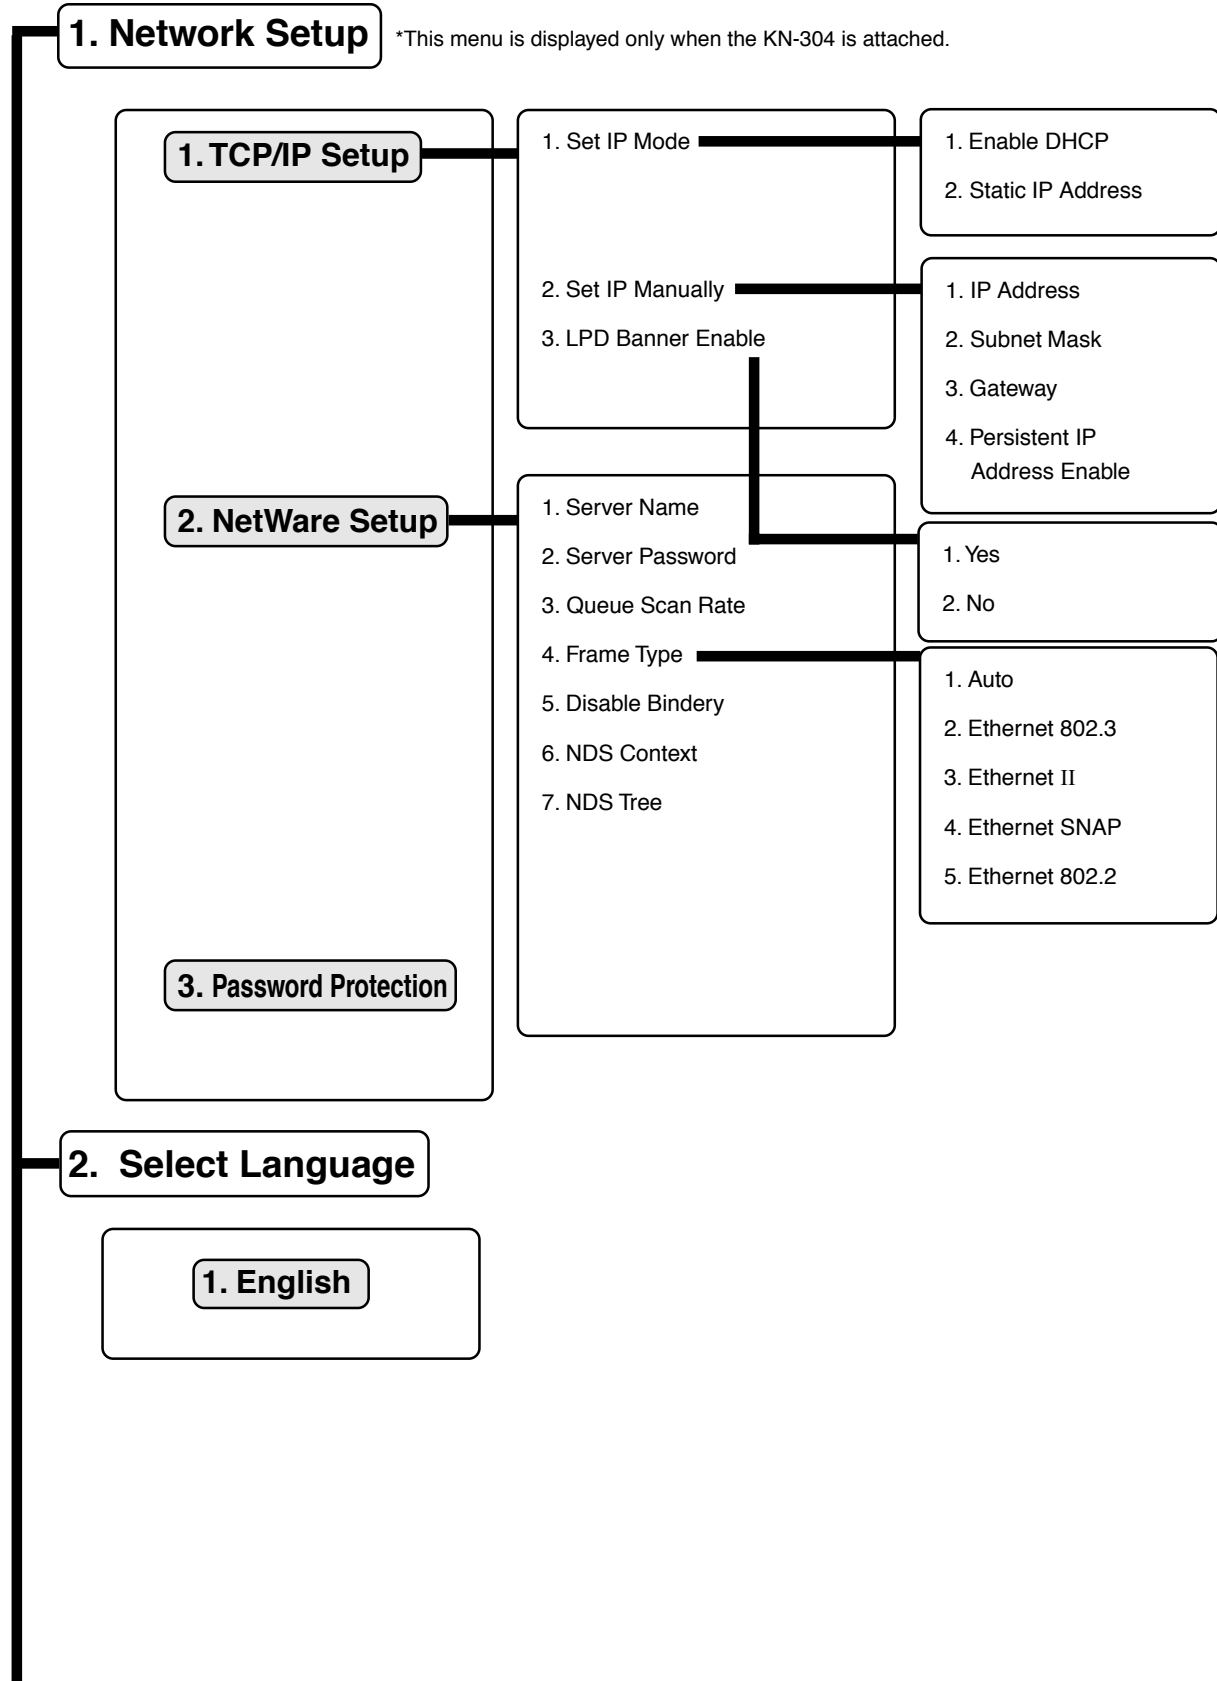 1. Network Setup
*This menu is displayed only when the KN-304 is attached.
1. TCP/IP Setup
1. Set IP Mode
1. Enable DHCP
2. Static IP Address
2. Set IP Manually
1. IP Address
2. Subnet Mask
3. Gateway
4. Persistent IP
Address Enable
3. LPD Banner Enable
1. Yes
2. No
2. NetWare Setup
1. Server Name
2. Server Password
3. Queue Scan Rate
4. Frame Type
1. Auto
2. Ethernet 802.3
3. Ethernet II
4. Ethernet SNAP
5. Ethernet 802.2
5. Disable Bindery
6. NDS Context
7. NDS Tree
3. Password Protection
2. Select Language
1. English